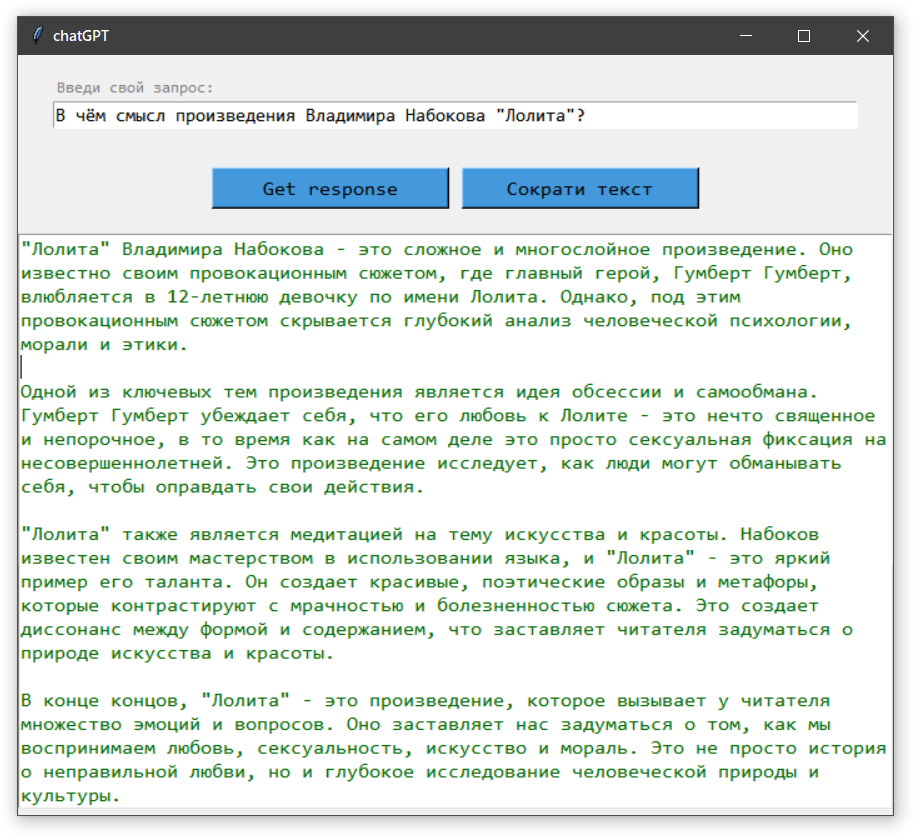 chatGPT
Введи свой запрос:
В чём смысл произведения Владимира Набокова "Лолита"?
Get response
Сократи текст
"Лолита" Владимира Набокова - это сложное и многослойное произведение. Оно
известно своим провокационным сюжетом, где главный герой, Гумберт Гумберт,
влюбляется в 12-летнюю девочку по имени Лолита. Однако, под этим
провокационным сюжетом скрывается глубокий анализ человеческой психологии,
морали и этики.
Одной из ключевых тем произведения является идея обсессии и самообмана.
Гумберт Гумберт убеждает себя, что его любовь к Лолите - это нечто священное
и непорочное, в то время как на самом деле это просто сексуальная фиксация на
несовершеннолетней. Это произведение исследует, как люди могут обманывать
себя, чтобы оправдать свои действия.
"Лолита" также является медитацией на тему искусства и красоты. Набоков
известен своим мастерством в использовании языка, и "Лолита" - это яркий
пример его таланта. Он создает красивые, поэтические образы и метафоры,
которые контрастируют с мрачностью и болезненностью сюжета. Это создает
диссонанс между формой и содержанием, что заставляет читателя задуматься о
природе искусства и красоты.
В конце концов, "Лолита" - это произведение, которое вызывает у читателя
множество эмоций и вопросов. Оно заставляет нас задуматься о том, как мы
воспринимаем любовь, сексуальность, искусство и мораль. Это не просто история
о неправильной любви, но и глубокое исследование человеческой природы и
культуры.